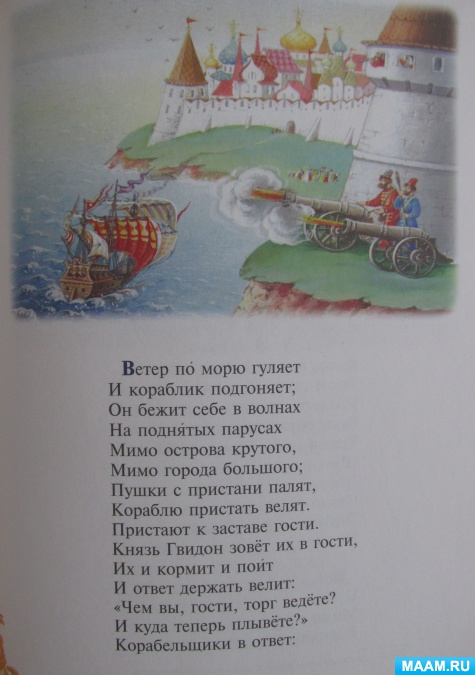 Ветер по́ морю гуляет
И кораблик подгоняет;
Он бежит себе в волнах
На подня́тых парусах
Мимо острова крутого,
Мимо города большого;
Пушки с пристани палят,
Кораблю пристать велят.
Пристают к заставе гости.
Князь Гвидон зовёт их в гости,
Их и кормит и пои́т
И ответ держать велит:
«Чем вы, гости, торг ведёте?
И куда теперь плывёте?»
Корабельщики в ответ:
MAAM.RU